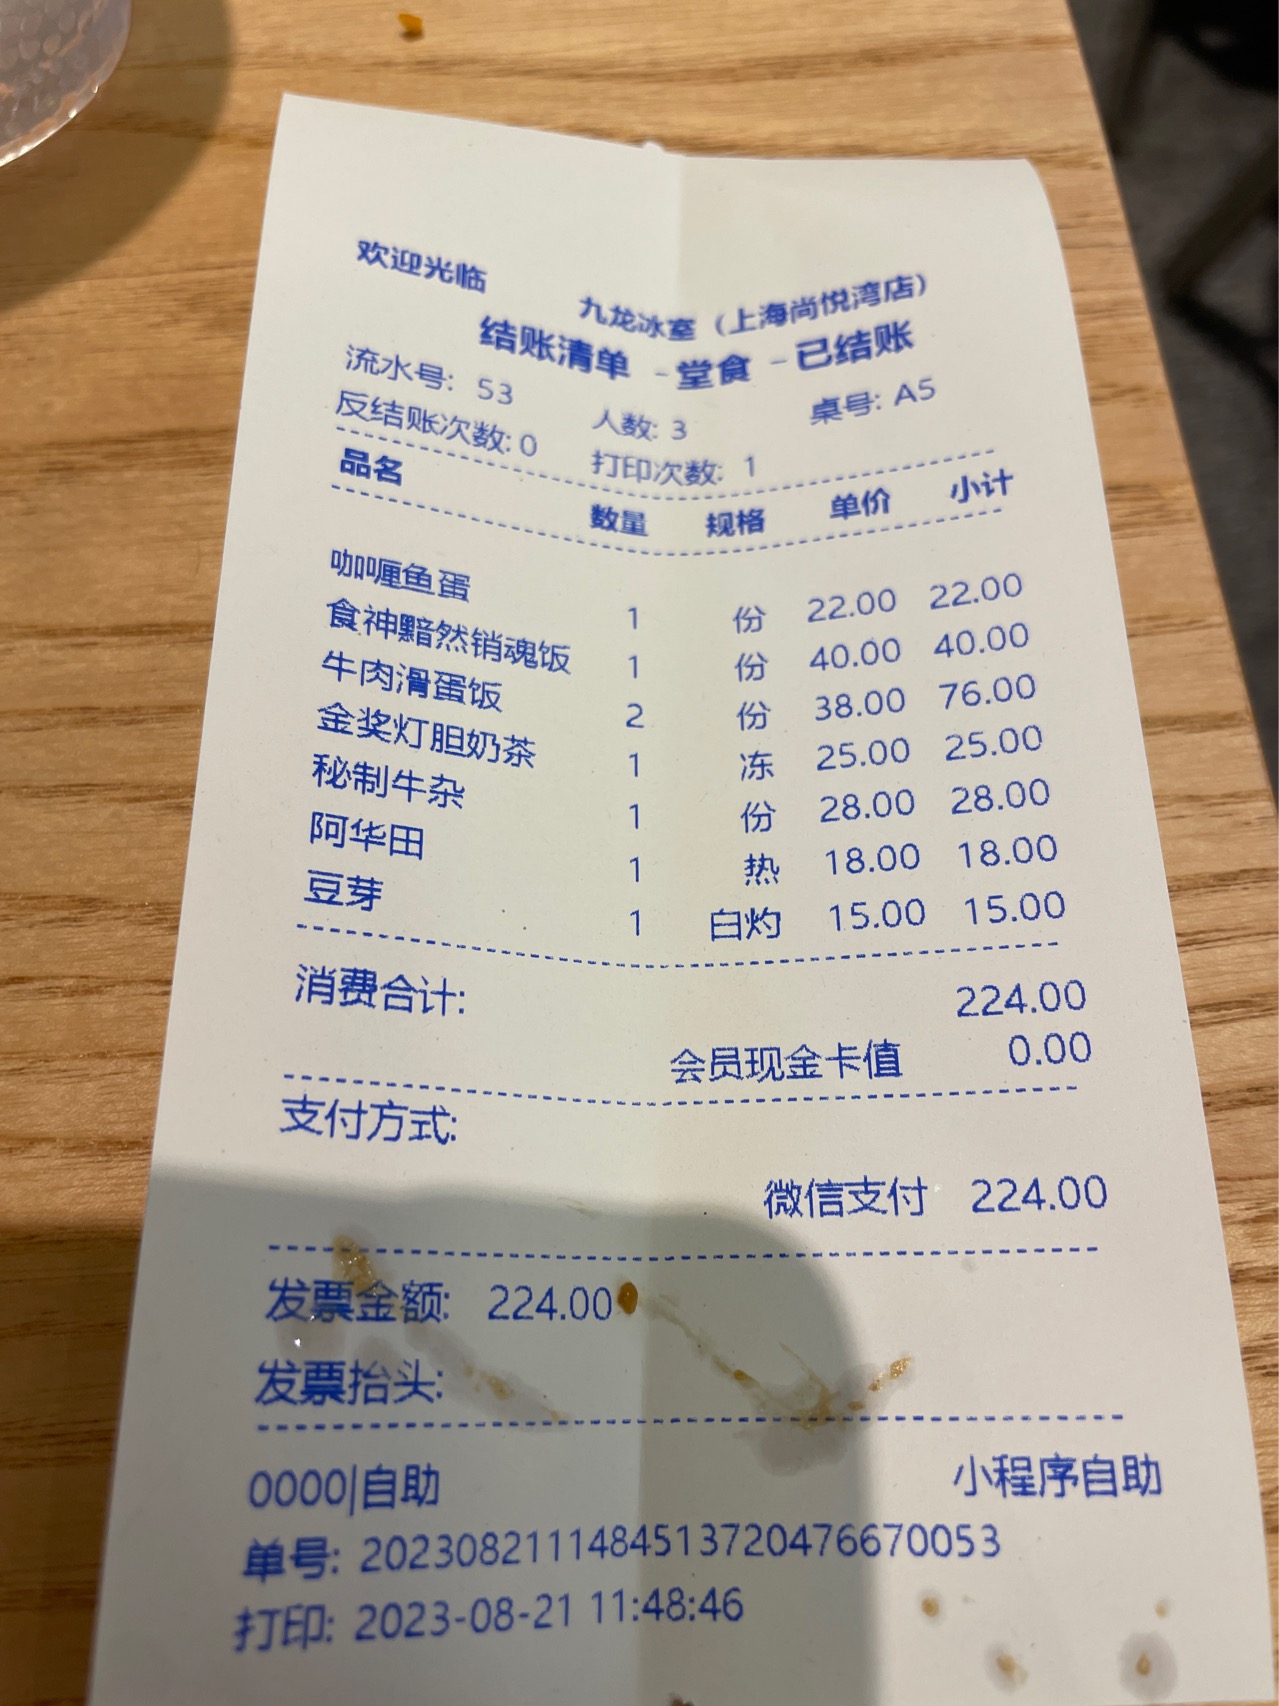 欢迎光临
九龙冰室（上海尚悦湾店）
结账清单 - 堂食 - 已结账
流水号: 53 人数: 3 桌号: A5
反结账次数: 0 打印次数: 1
品名 数量 规格 单价 小计
咖喱鱼蛋 1 份 22.00 22.00
食神黯然销魂饭 1 份 40.00 40.00
牛肉滑蛋饭 2 份 38.00 76.00
金奖灯胆奶茶 1 冻 25.00 25.00
秘制牛杂 1 份 28.00 28.00
阿华田 1 热 18.00 18.00
豆芽 1 白灼 15.00 15.00
消费合计: 224.00
会员现金卡值 0.00
支付方式:
微信支付 224.00
发票金额: 224.00
发票抬头:
0000|自助 小程序自助
单号: 20230821114845137204766​70053
打印: 2023-08-21 11:48:46